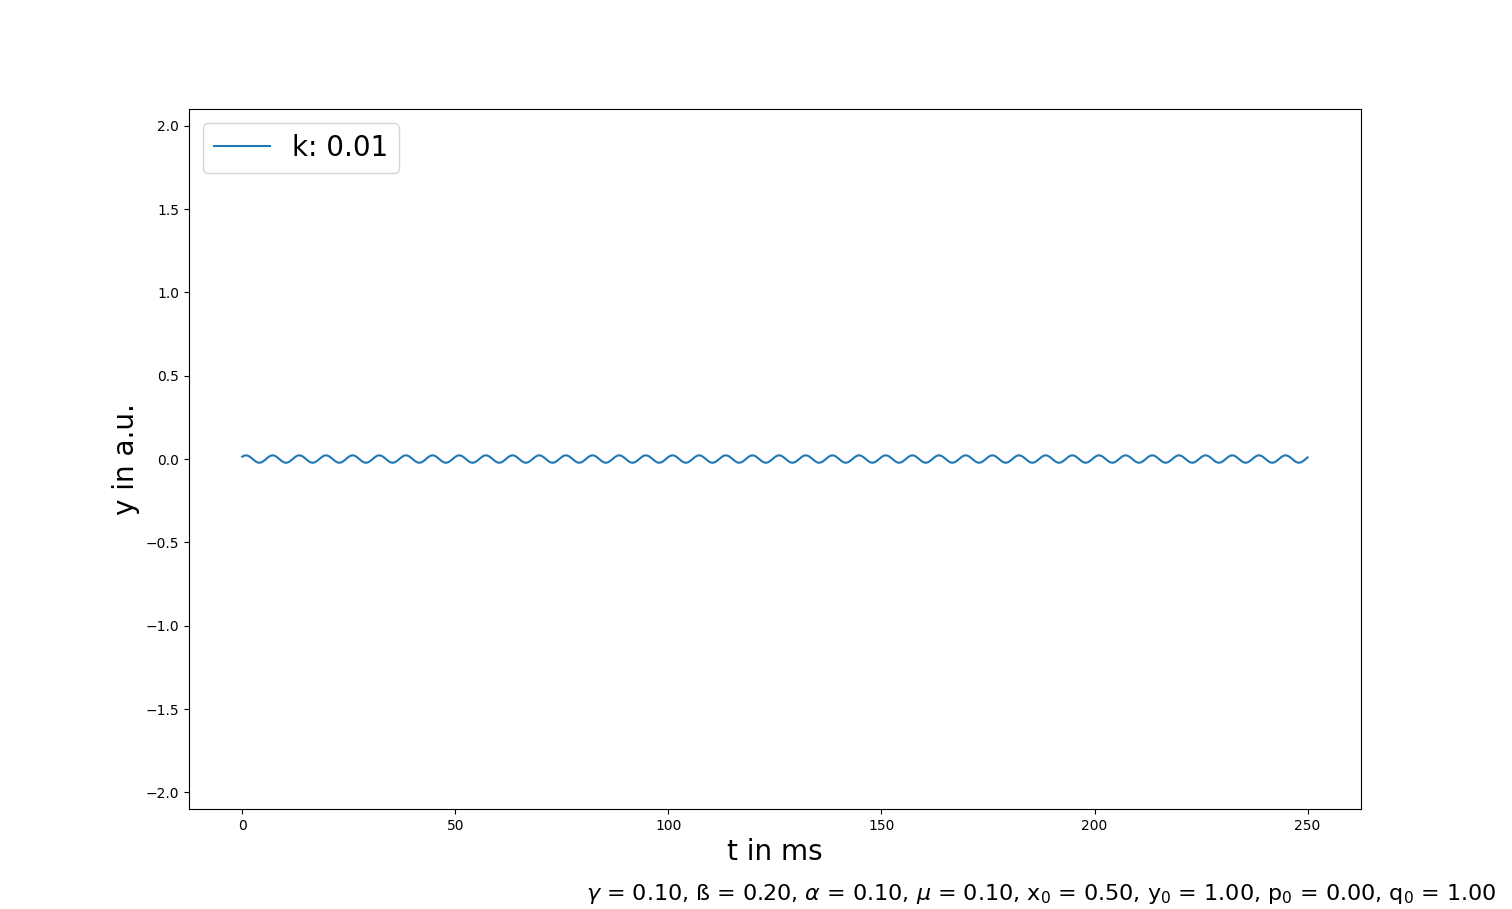 k: 0.01
2.0
1.5
1.0
0.5
0.0
−0.5
−1.0
−1.5
−2.0
y in a.u.
0 50 100 150 200 250
t in ms
γ = 0.10, ß = 0.20, α = 0.10, μ = 0.10, x₀ = 0.50, y₀ = 1.00, p₀ = 0.00, q₀ = 1.00